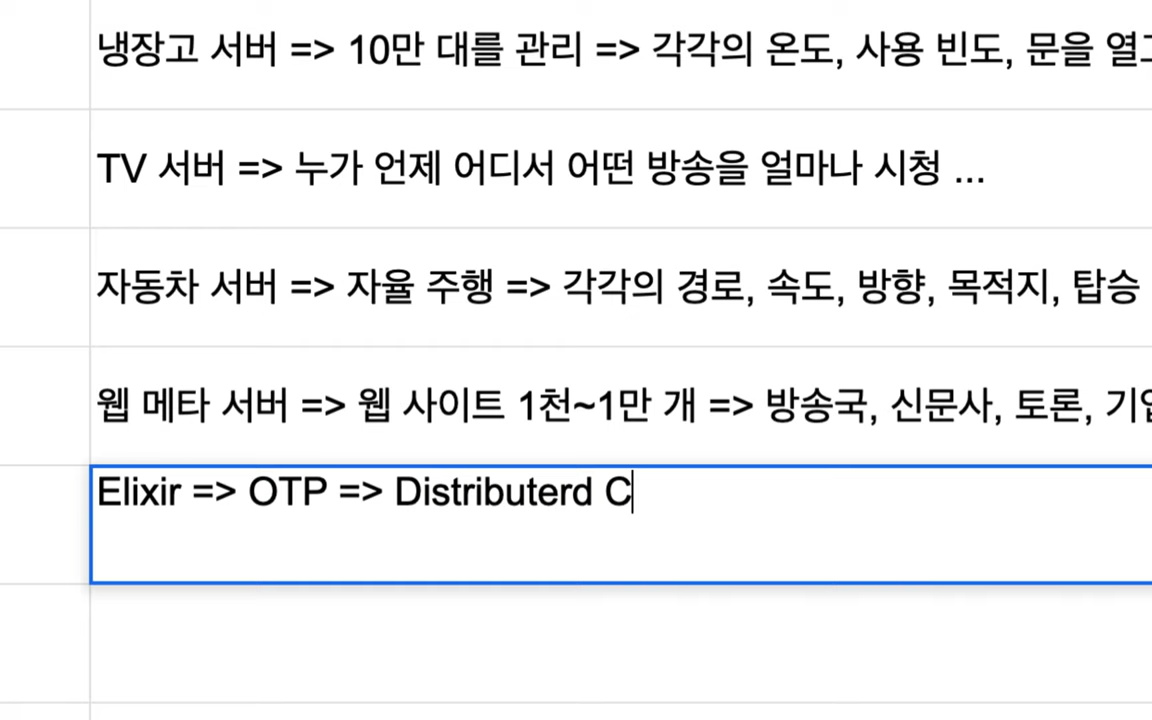 냉장고 서버 => 10만 대를 관리 => 각각의 온도, 사용 빈도, 문을
TV 서버 => 누가 언제 어디서 어떤 방송을 얼마나 시청 ...
자동차 서버 => 자율 주행 => 각각의 경로, 속도, 방향, 목적지, 탑승
웹 메타 서버 => 웹 사이트 1천~1만 개 => 방송국, 신문사, 토론,
Elixir => OTP => Distributerd C